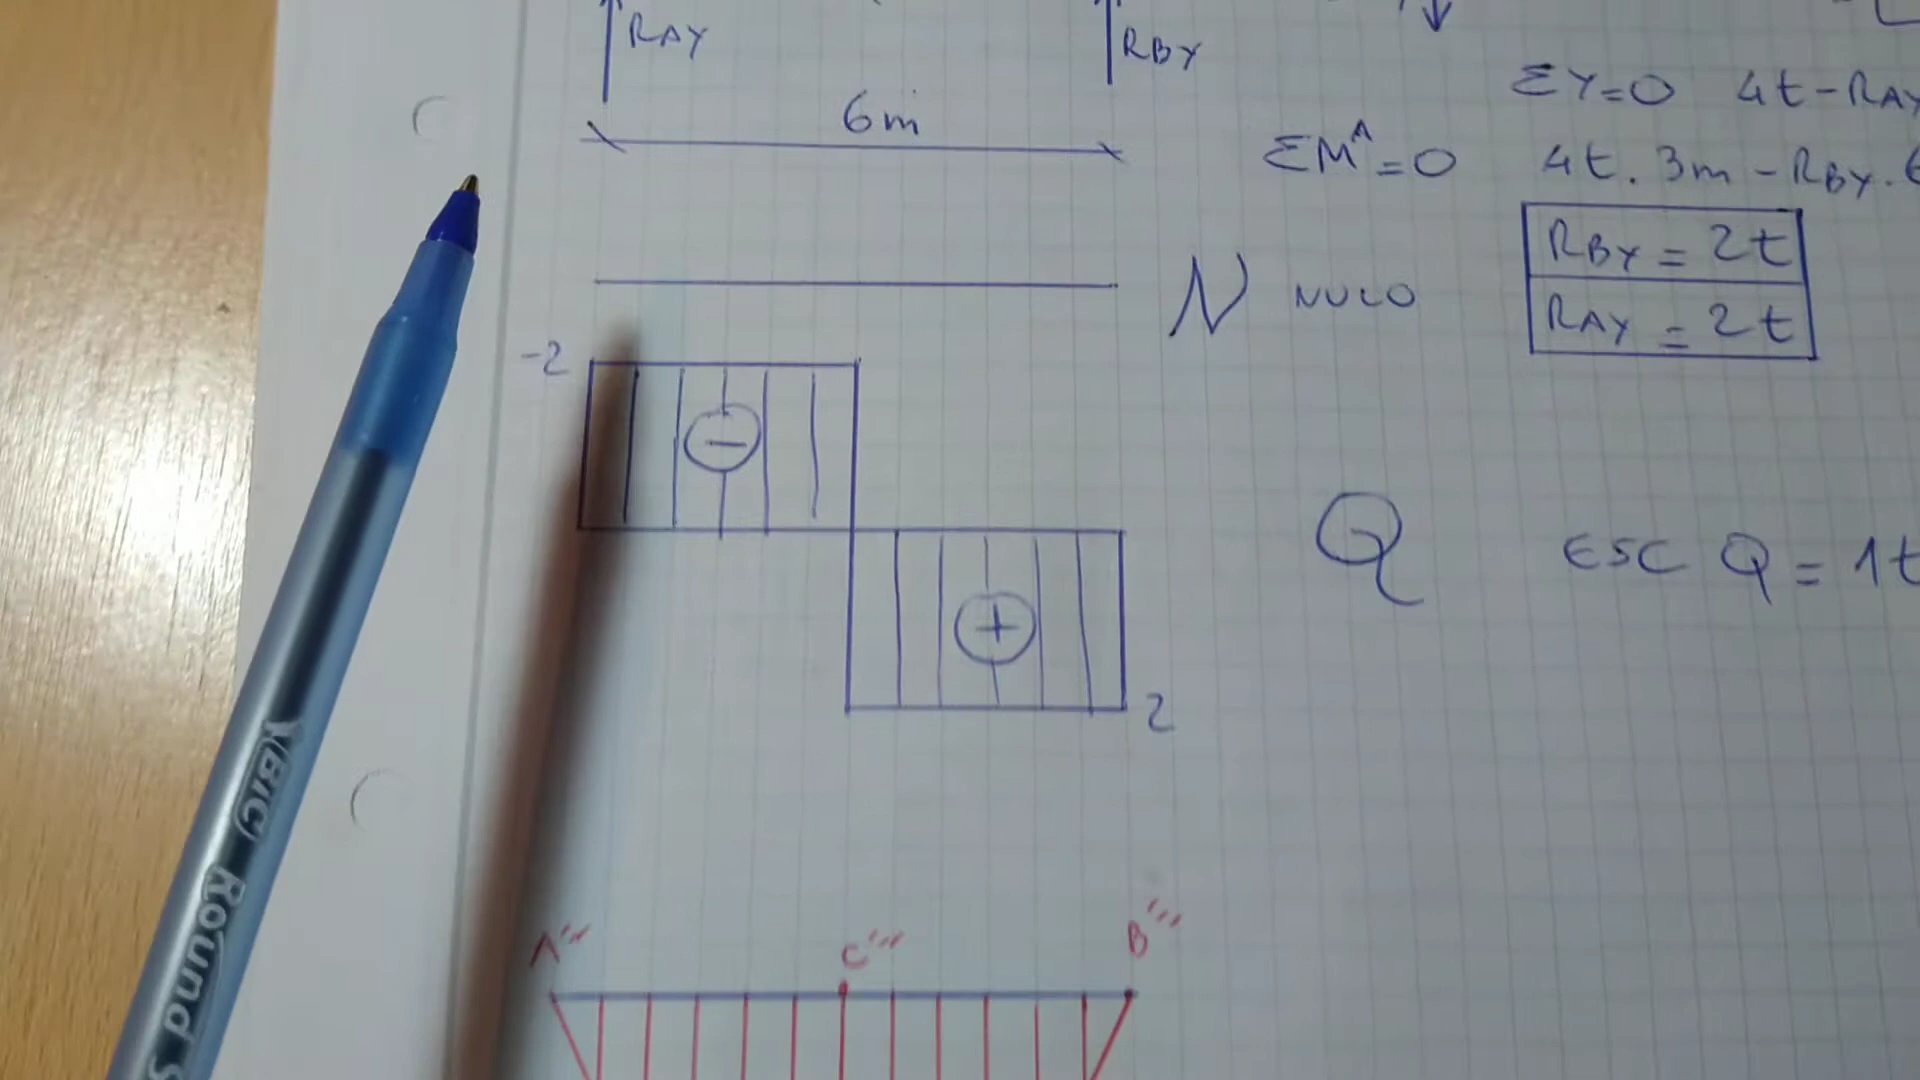 RAY
RBY
6m
ΣY=0 4t-RAY
ΣM^A=0 4t. 3m-RBY. 6
RBY=2t
RAY=2t
N NULO
-2
-
Q ESC Q=1t
+
2
A''' C''' B'''
BIC Round S